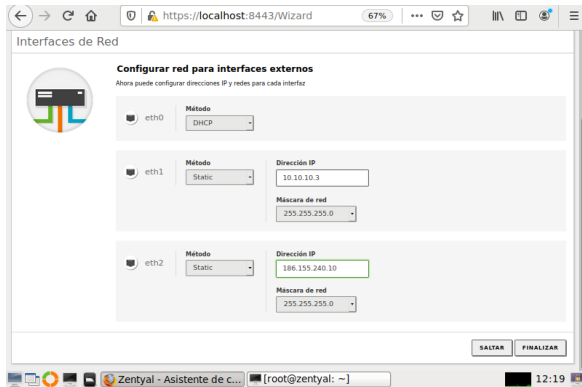 https://localhost:8443/Wizard
67%
Interfaces de Red
Configurar red para interfaces externos
Ahora puede configurar direcciones IP y redes para cada interfaz
eth0
Método
DHCP
eth1
Método
Static
Dirección IP
10.10.10.3
Máscara de red
255.255.255.0
eth2
Método
Static
Dirección IP
186.155.240.10
Máscara de red
255.255.255.0
SALTAR
FINALIZAR
Zentyal - Asistente de c...
[root@zentyal: ~]
12:19